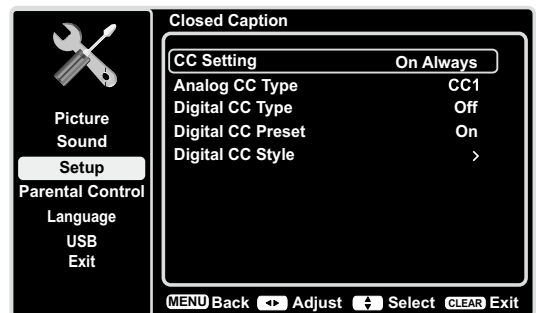 Closed Caption
CC Setting On Always
Analog CC Type CC1
Digital CC Type Off
Digital CC Preset On
Digital CC Style >
Picture
Sound
Setup
Parental Control
Language
USB
Exit
MENU Back Adjust Select CLEAR Exit